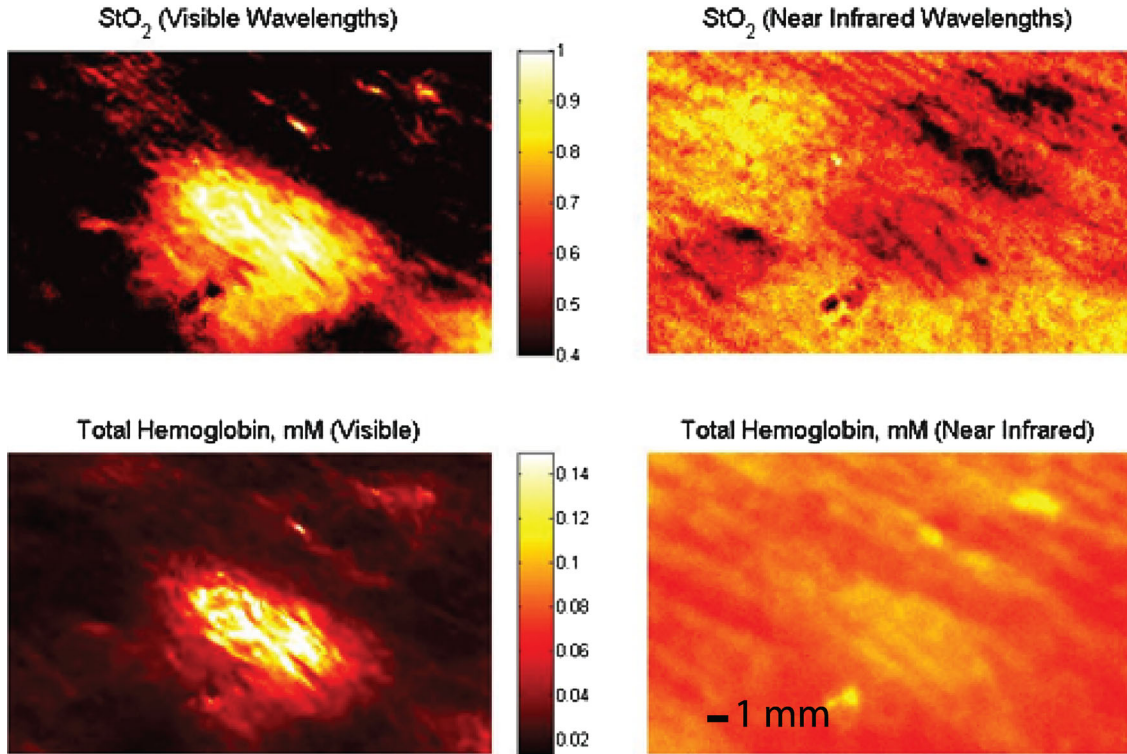 StO₂ (Visible Wavelengths)
StO₂ (Near Infrared Wavelengths)
1
0.9
0.8
0.7
0.6
0.5
0.4
Total Hemoglobin, mM (Visible)
Total Hemoglobin, mM (Near Infrared)
0.14
0.12
0.1
0.08
0.06
0.04
0.02
1 mm